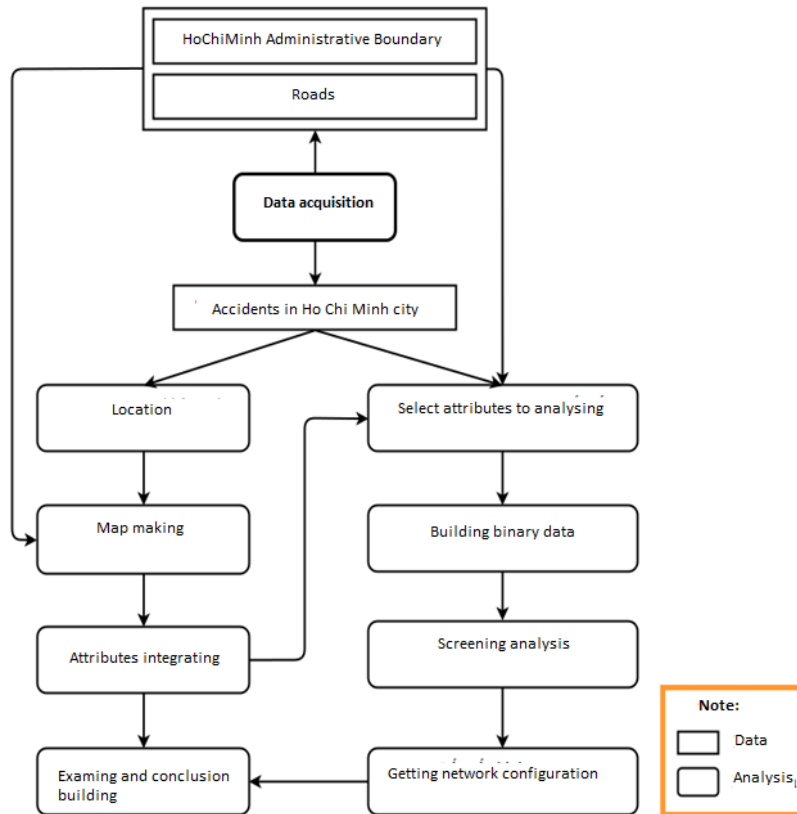 HoChiMinh Administrative Boundary
Roads
Data acquisition
Accidents in Ho Chi Minh city
Location
Select attributes to analysing
Map making
Building binary data
Attributes integrating
Screening analysis
Examing and conclusion
building
Getting network configuration
Note:
Data
Analysis